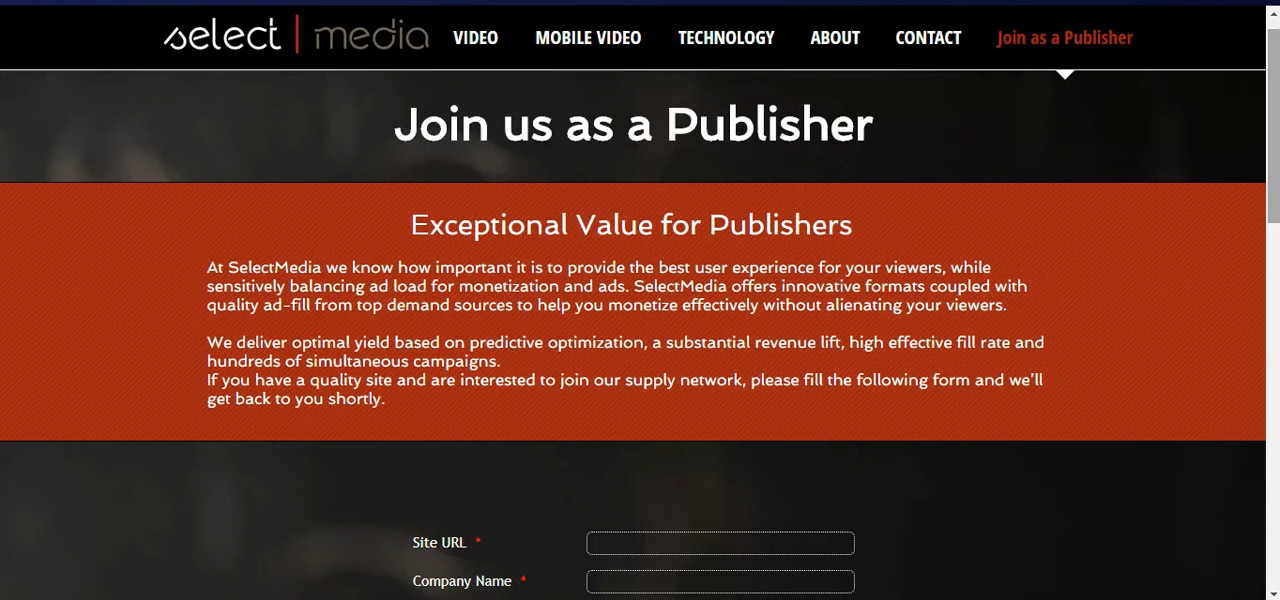 select | media VIDEO MOBILE VIDEO TECHNOLOGY ABOUT CONTACT Join as a Publisher
Join us as a Publisher
Exceptional Value for Publishers
At SelectMedia we know how important it is to provide the best user experience for your viewers, while
sensitively balancing ad load for monetization and ads. SelectMedia offers innovative formats coupled with
quality ad-fill from top demand sources to help you monetize effectively without alienating your viewers.
We deliver optimal yield based on predictive optimization, a substantial revenue lift, high effective fill rate and
hundreds of simultaneous campaigns.
If you have a quality site and are interested to join our supply network, please fill the following form and we'll
get back to you shortly.
Site URL *
Company Name *